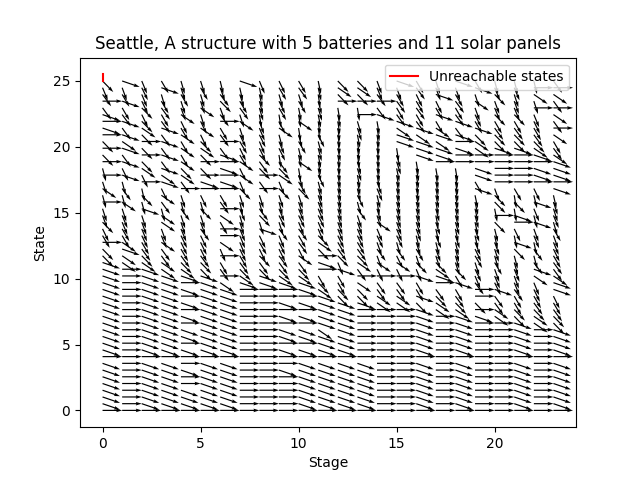 Seattle, A structure with 5 batteries and 11 solar panels
Unreachable states
25
20
15
10
5
0
State
0 5 10 15 20
Stage